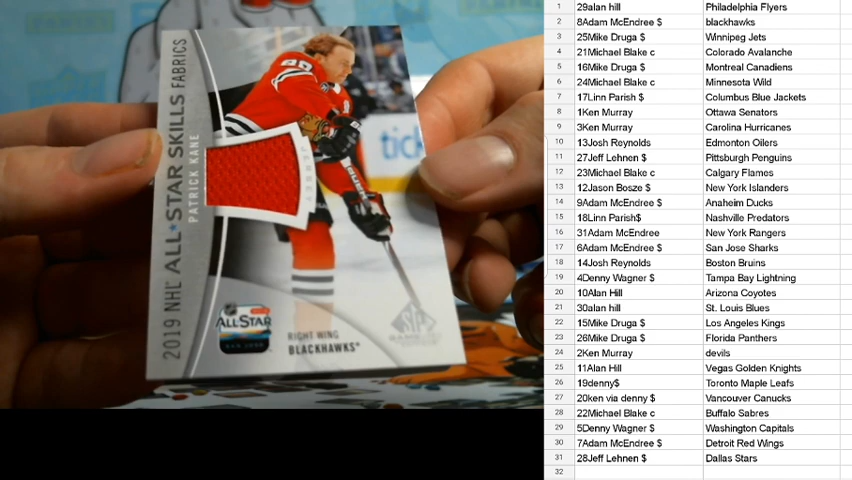 2019 NHL ALL★STAR SKILLS FABRICS
PATRICK KANE
JERSEY
88
tick
NHL
ALL STAR
SAN JOSE
RIGHT WING
BLACKHAWKS
SP
1 29alan hill Philadelphia Flyers
2 8Adam McEndree $ blackhawks
3 25Mike Druga $ Winnipeg Jets
4 21Michael Blake c Colorado Avalanche
5 16Mike Druga $ Montreal Canadiens
6 24Michael Blake c Minnesota Wild
7 17Linn Parish $ Columbus Blue Jackets
8 1Ken Murray Ottawa Senators
9 3Ken Murray Carolina Hurricanes
10 13Josh Reynolds Edmonton Oilers
11 27Jeff Lehnen $ Pittsburgh Penguins
12 23Michael Blake c Calgary Flames
13 12Jason Bosze $ New York Islanders
14 9Adam McEndree $ Anaheim Ducks
15 18Linn Parish$ Nashville Predators
16 31Adam McEndree New York Rangers
17 6Adam McEndree $ San Jose Sharks
18 14Josh Reynolds Boston Bruins
19 4Denny Wagner $ Tampa Bay Lightning
20 10Alan Hill Arizona Coyotes
21 30alan hill St. Louis Blues
22 15Mike Druga $ Los Angeles Kings
23 26Mike Druga $ Florida Panthers
24 2Ken Murray devils
25 11Alan Hill Vegas Golden Knights
26 19denny$ Toronto Maple Leafs
27 20ken via denny $ Vancouver Canucks
28 22Michael Blake c Buffalo Sabres
29 5Denny Wagner $ Washington Capitals
30 7Adam McEndree $ Detroit Red Wings
31 28Jeff Lehnen $ Dallas Stars
32